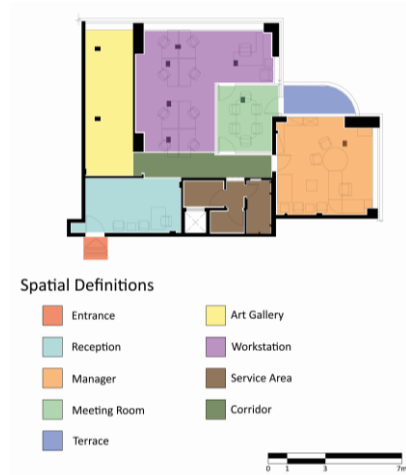 Spatial Definitions
Entrance
Art Gallery
Reception
Workstation
Manager
Service Area
Meeting Room
Corridor
Terrace
0 1 3 7m